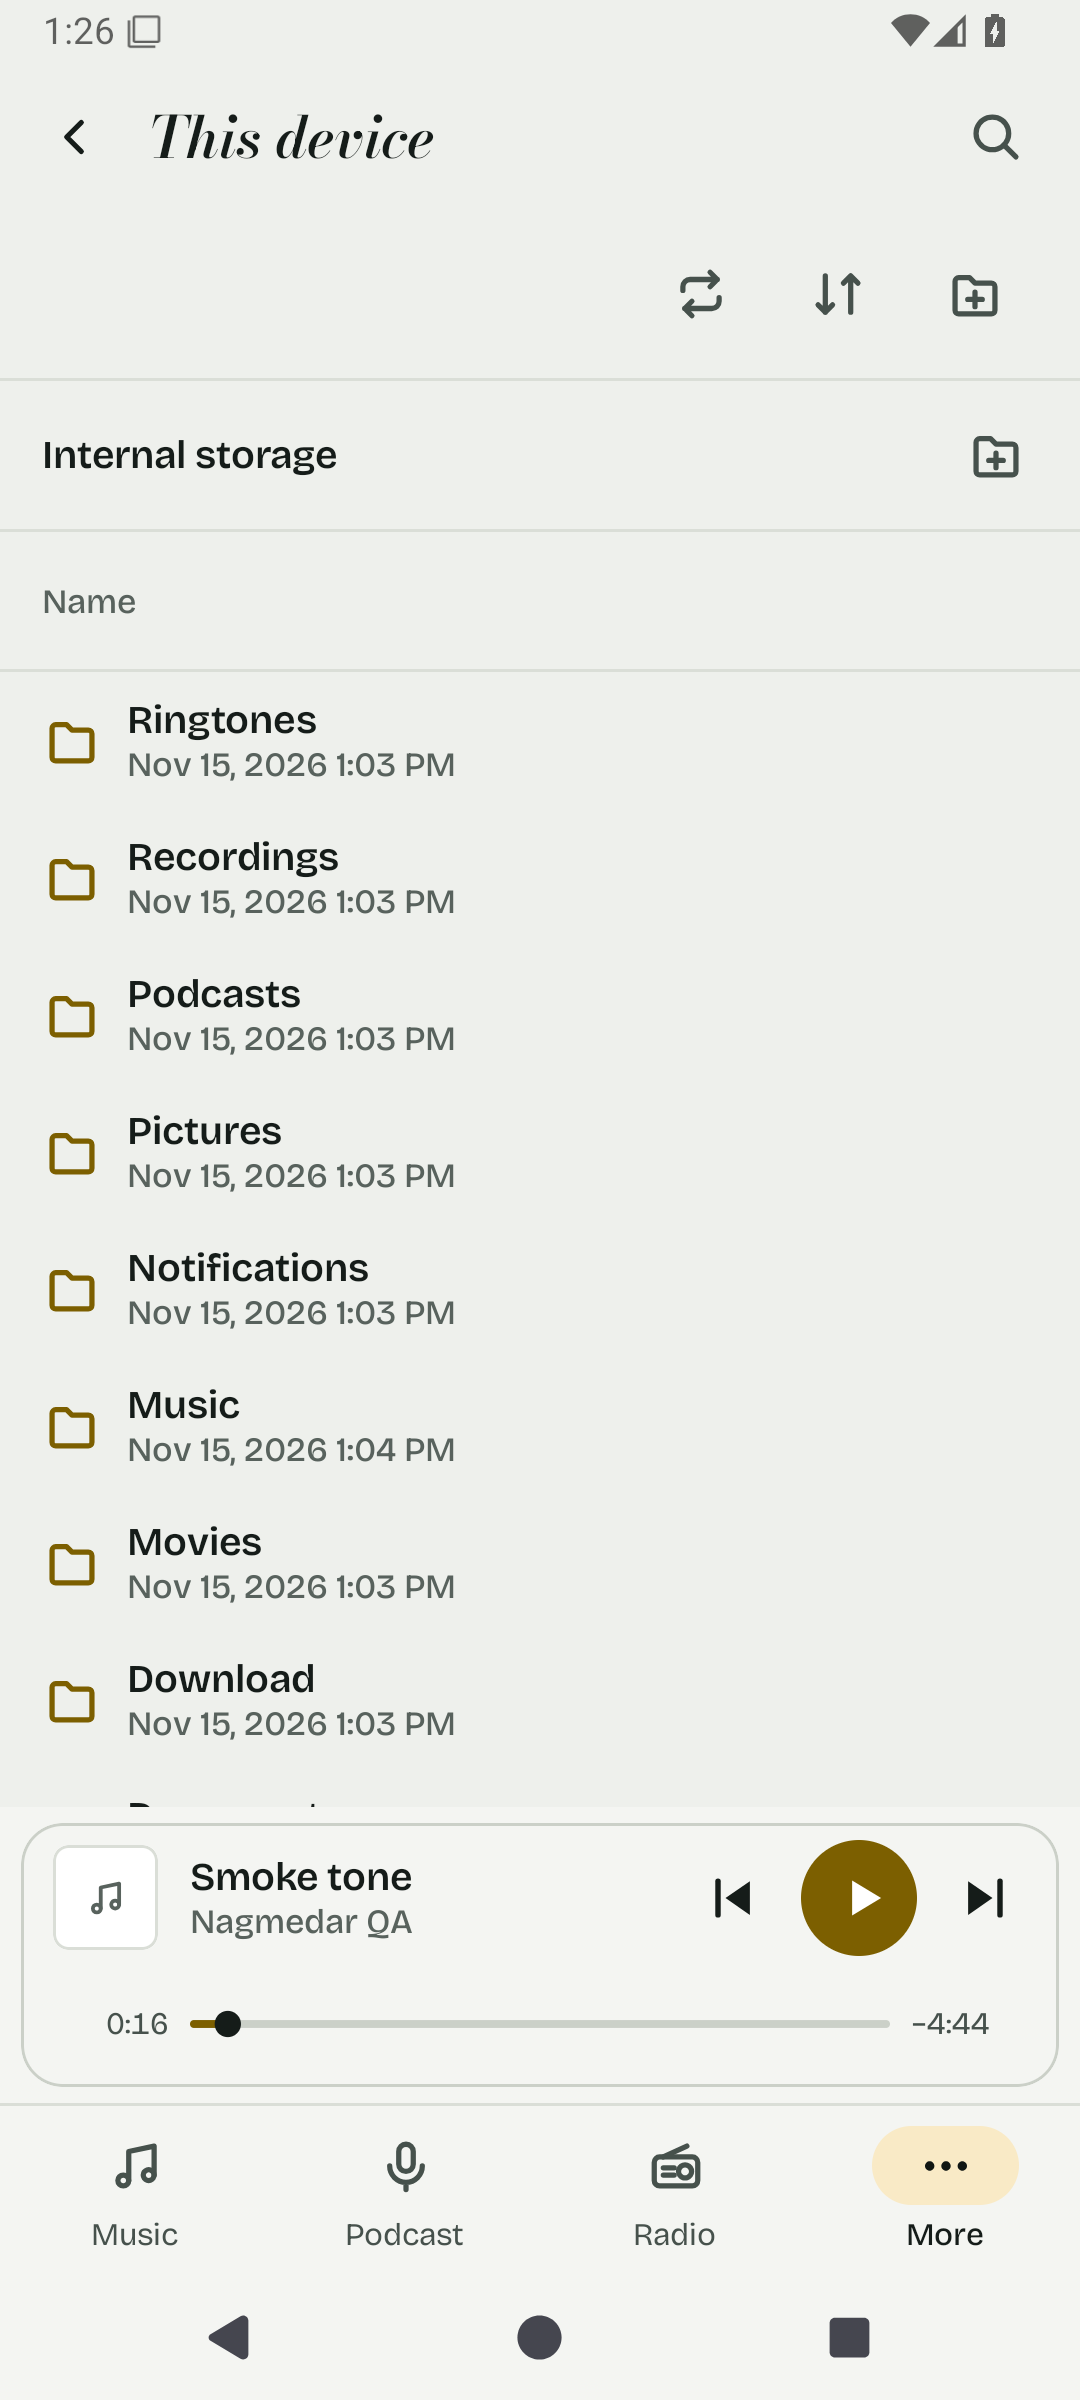 1:26
This device
Internal storage
Name
Ringtones
Nov 15, 2026 1:03 PM
Recordings
Nov 15, 2026 1:03 PM
Podcasts
Nov 15, 2026 1:03 PM
Pictures
Nov 15, 2026 1:03 PM
Notifications
Nov 15, 2026 1:03 PM
Music
Nov 15, 2026 1:04 PM
Movies
Nov 15, 2026 1:03 PM
Download
Nov 15, 2026 1:03 PM
Smoke tone
Nagmedar QA
0:16
-4:44
Music
Podcast
Radio
More